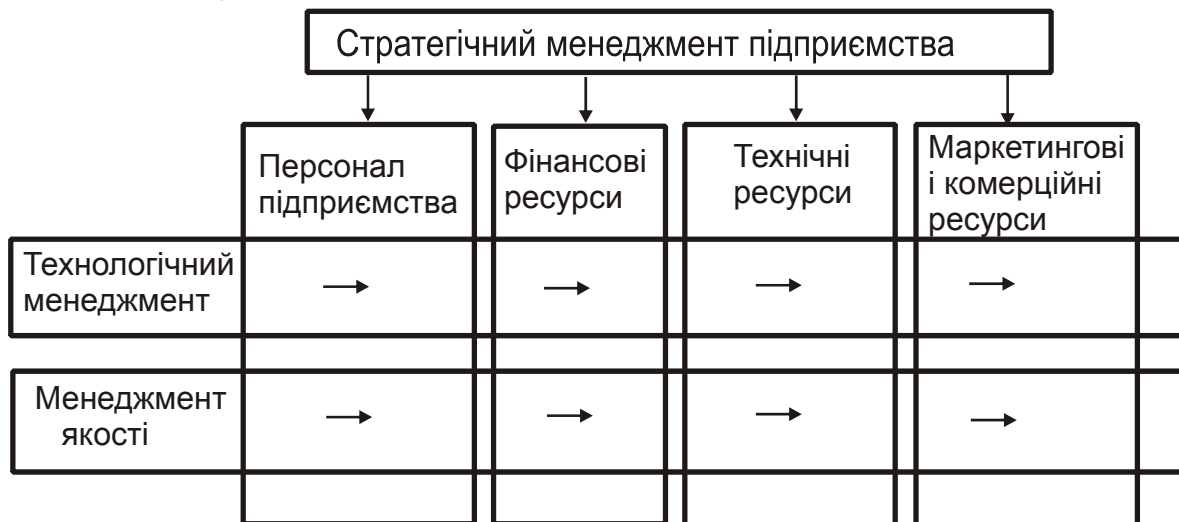 Стратегічний менеджмент підприємства
Персонал
підприємства
Фінансові
ресурси
Технічні
ресурси
Маркетингові
і комерційні
ресурси
Технологічний
менеджмент
Менеджмент
якості